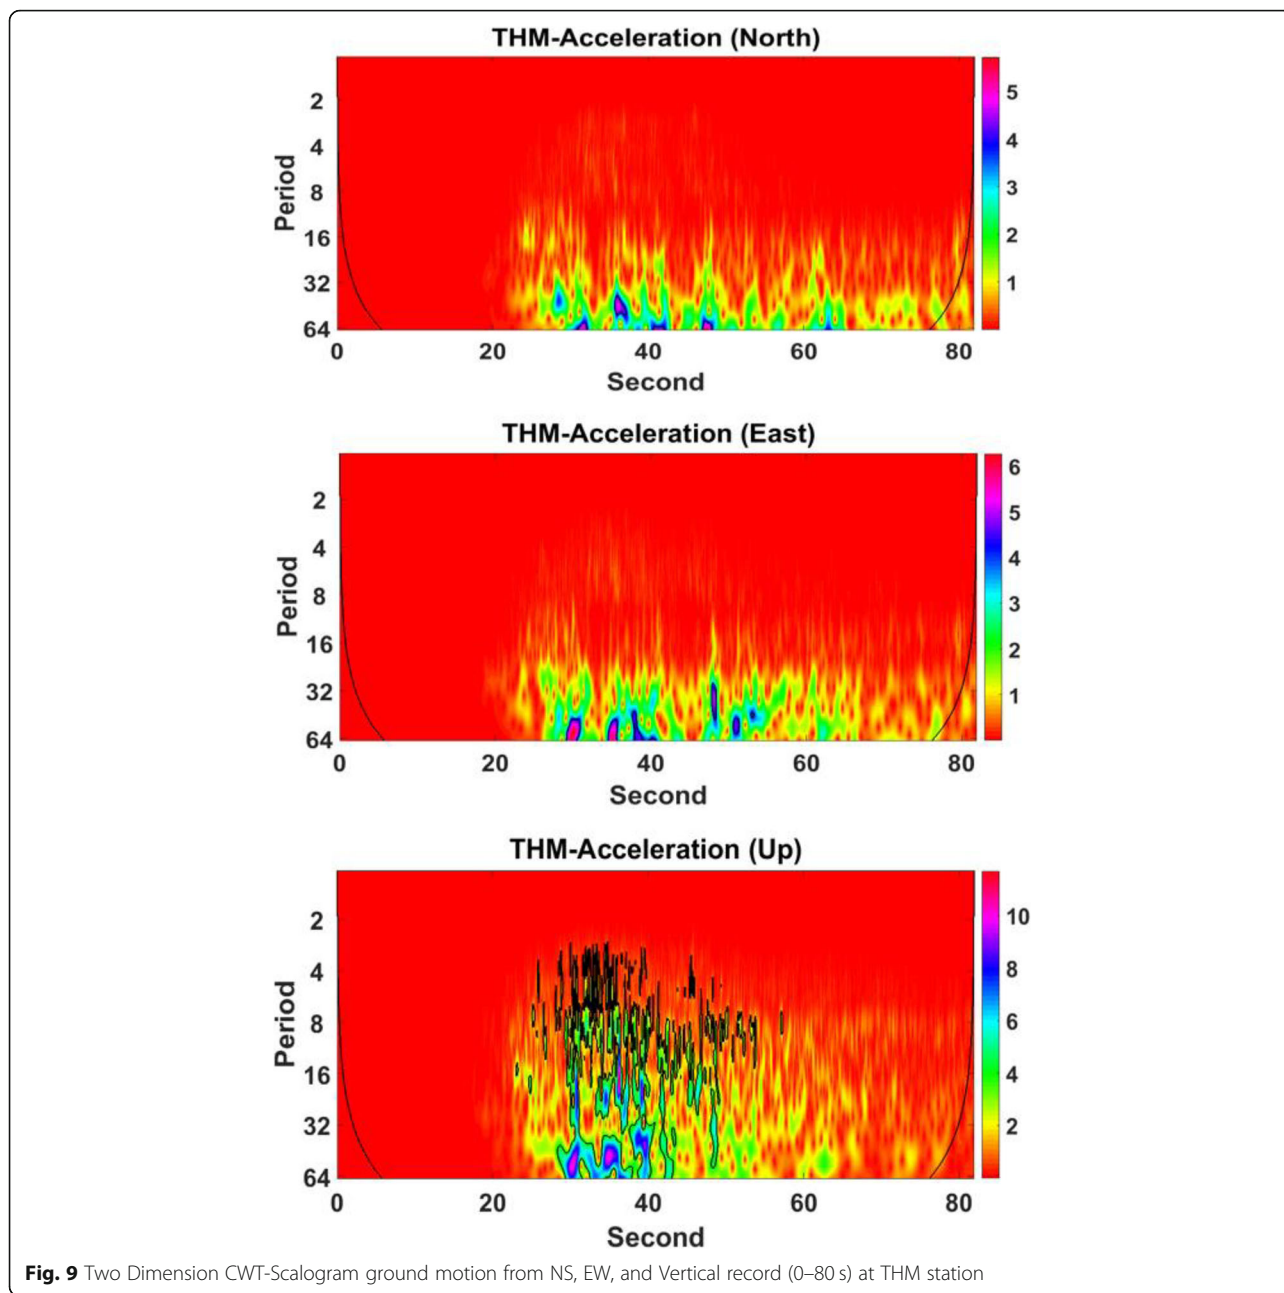 THM-Acceleration (North)
Period
2
4
8
16
32
64
0 20 40 60 80
Second
5
4
3
2
1
THM-Acceleration (East)
Period
2
4
8
16
32
64
0 20 40 60 80
Second
6
5
4
3
2
1
THM-Acceleration (Up)
Period
2
4
8
16
32
64
0 20 40 60 80
Second
10
8
6
4
2
Fig. 9 Two Dimension CWT-Scalogram ground motion from NS, EW, and Vertical record (0–80 s) at THM station